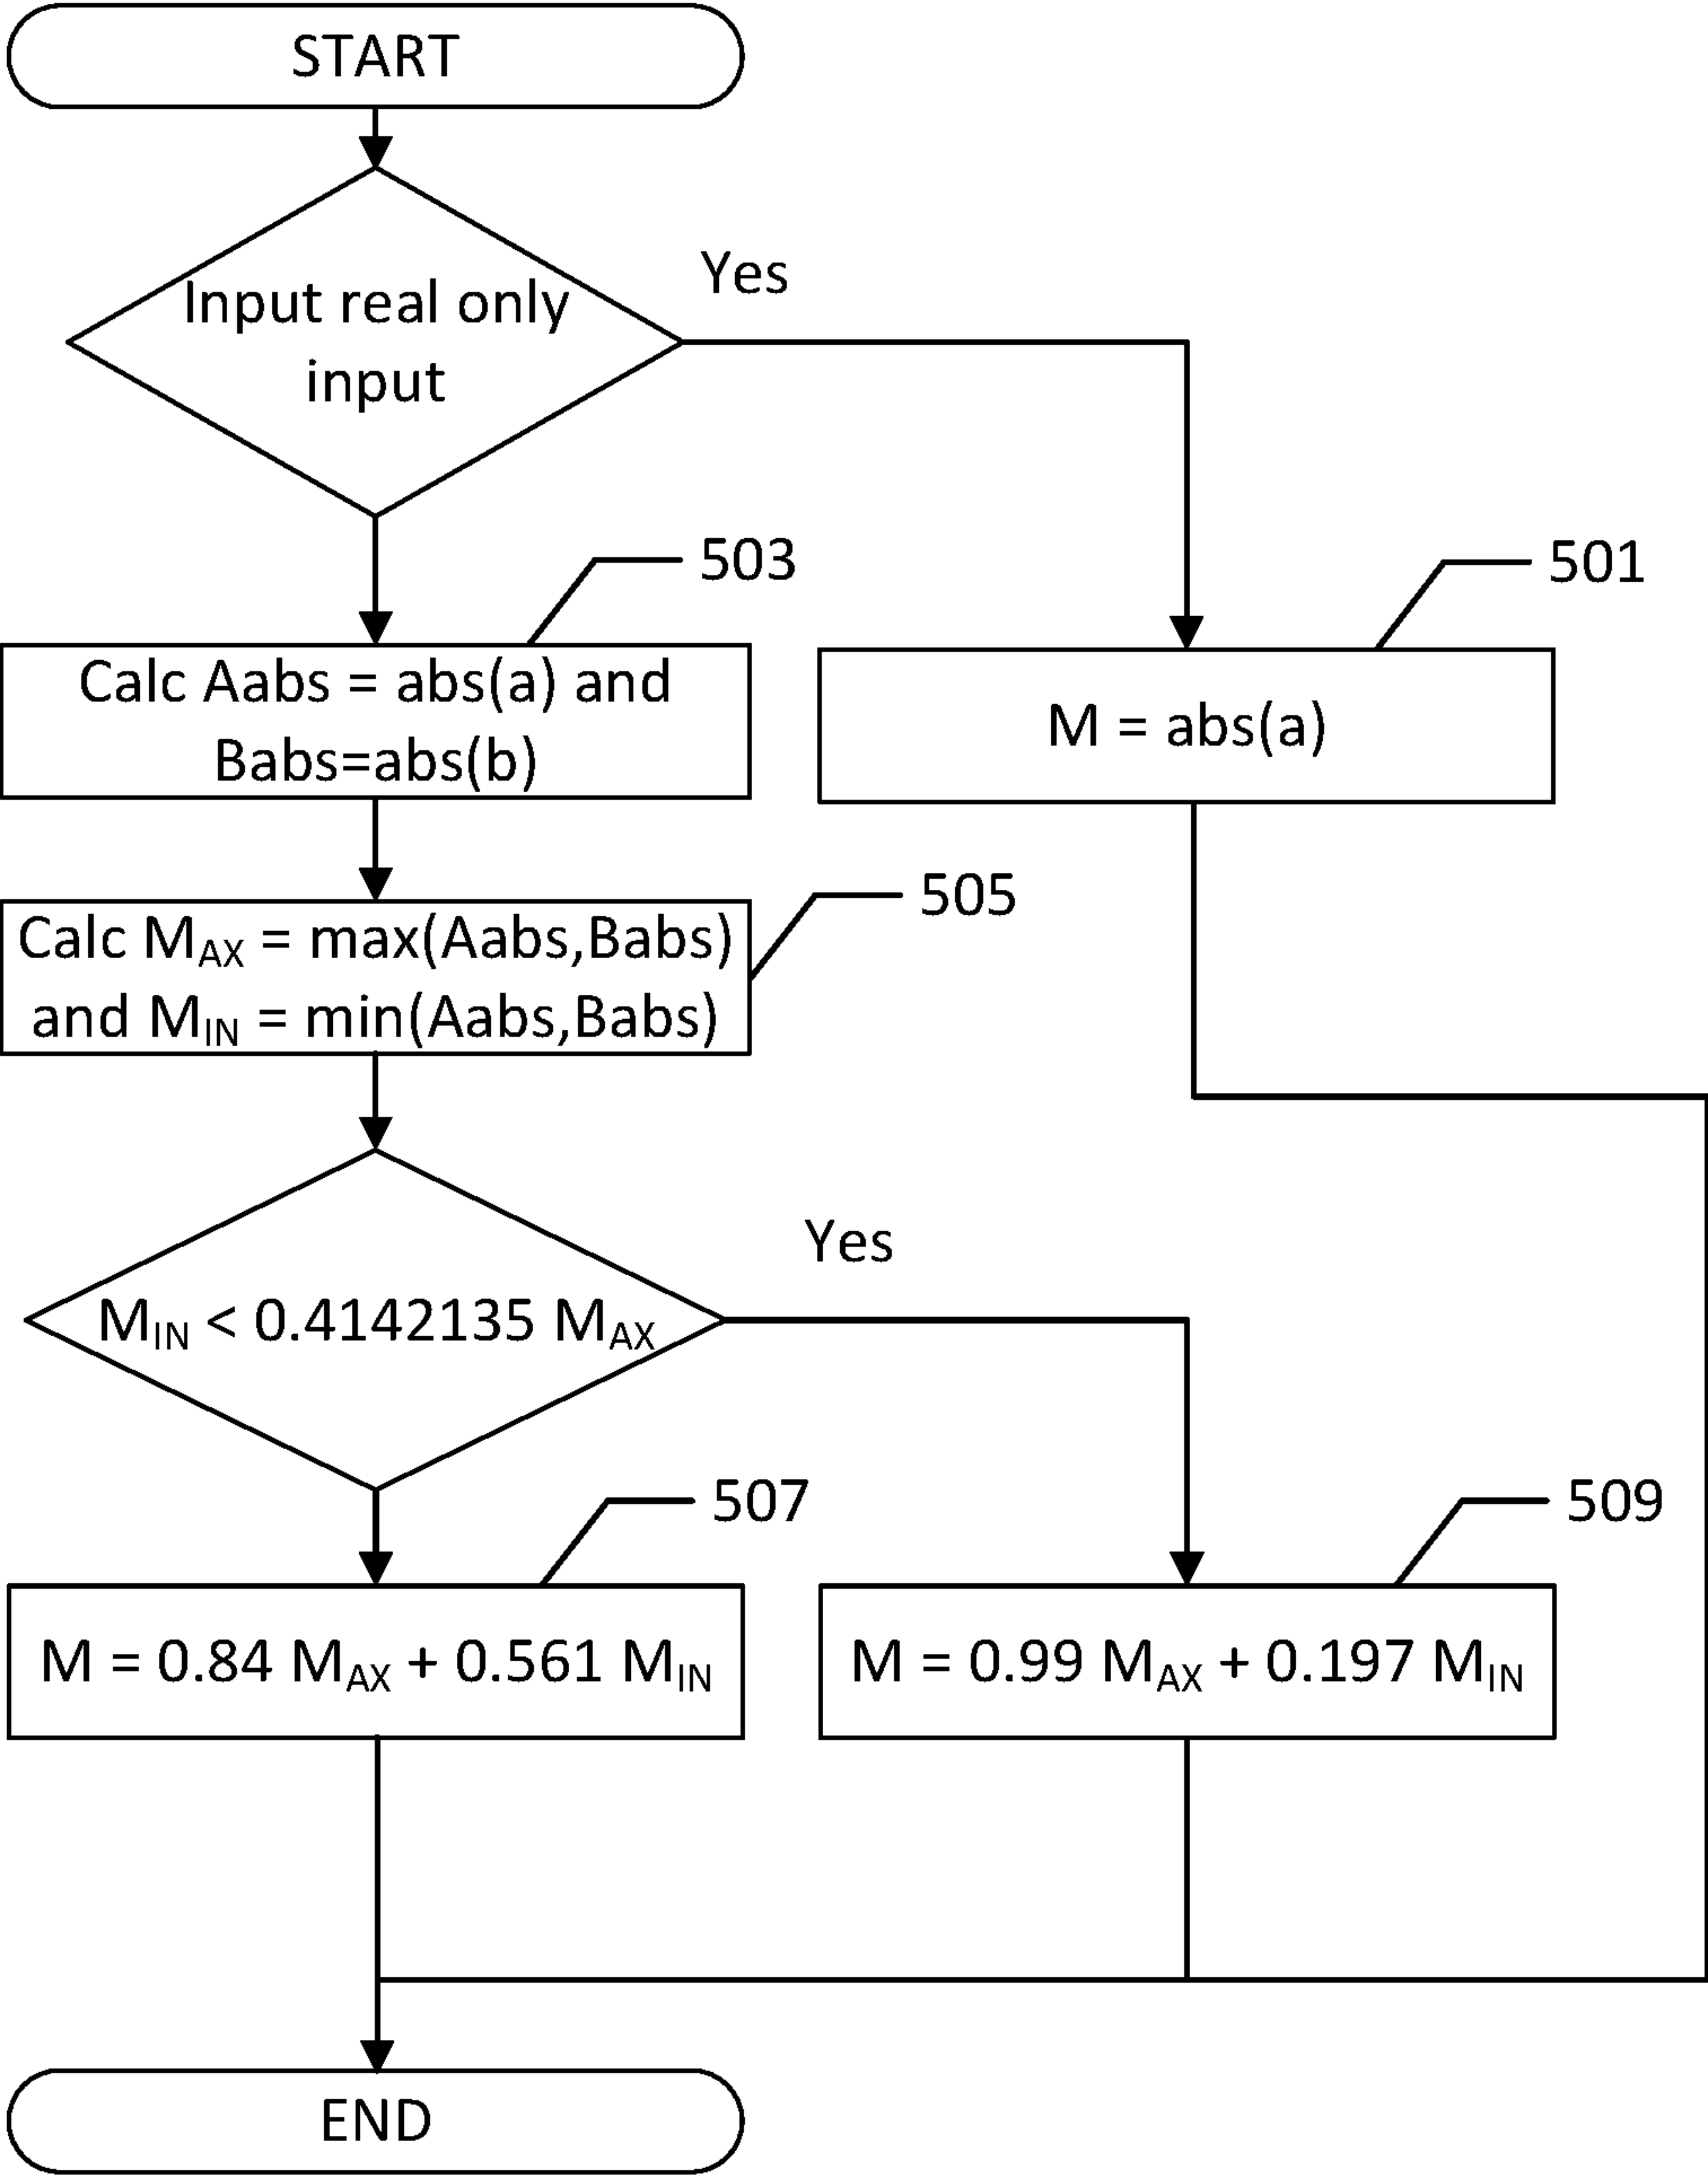 START
Input real only
input
Yes
503
501
Calc Aabs = abs(a) and
Babs=abs(b)
M = abs(a)
505
Calc MAX = max(Aabs,Babs)
and MIN = min(Aabs,Babs)
Yes
MIN < 0.4142135 MAX
507
509
M = 0.84 MAX + 0.561 MIN
M = 0.99 MAX + 0.197 MIN
END